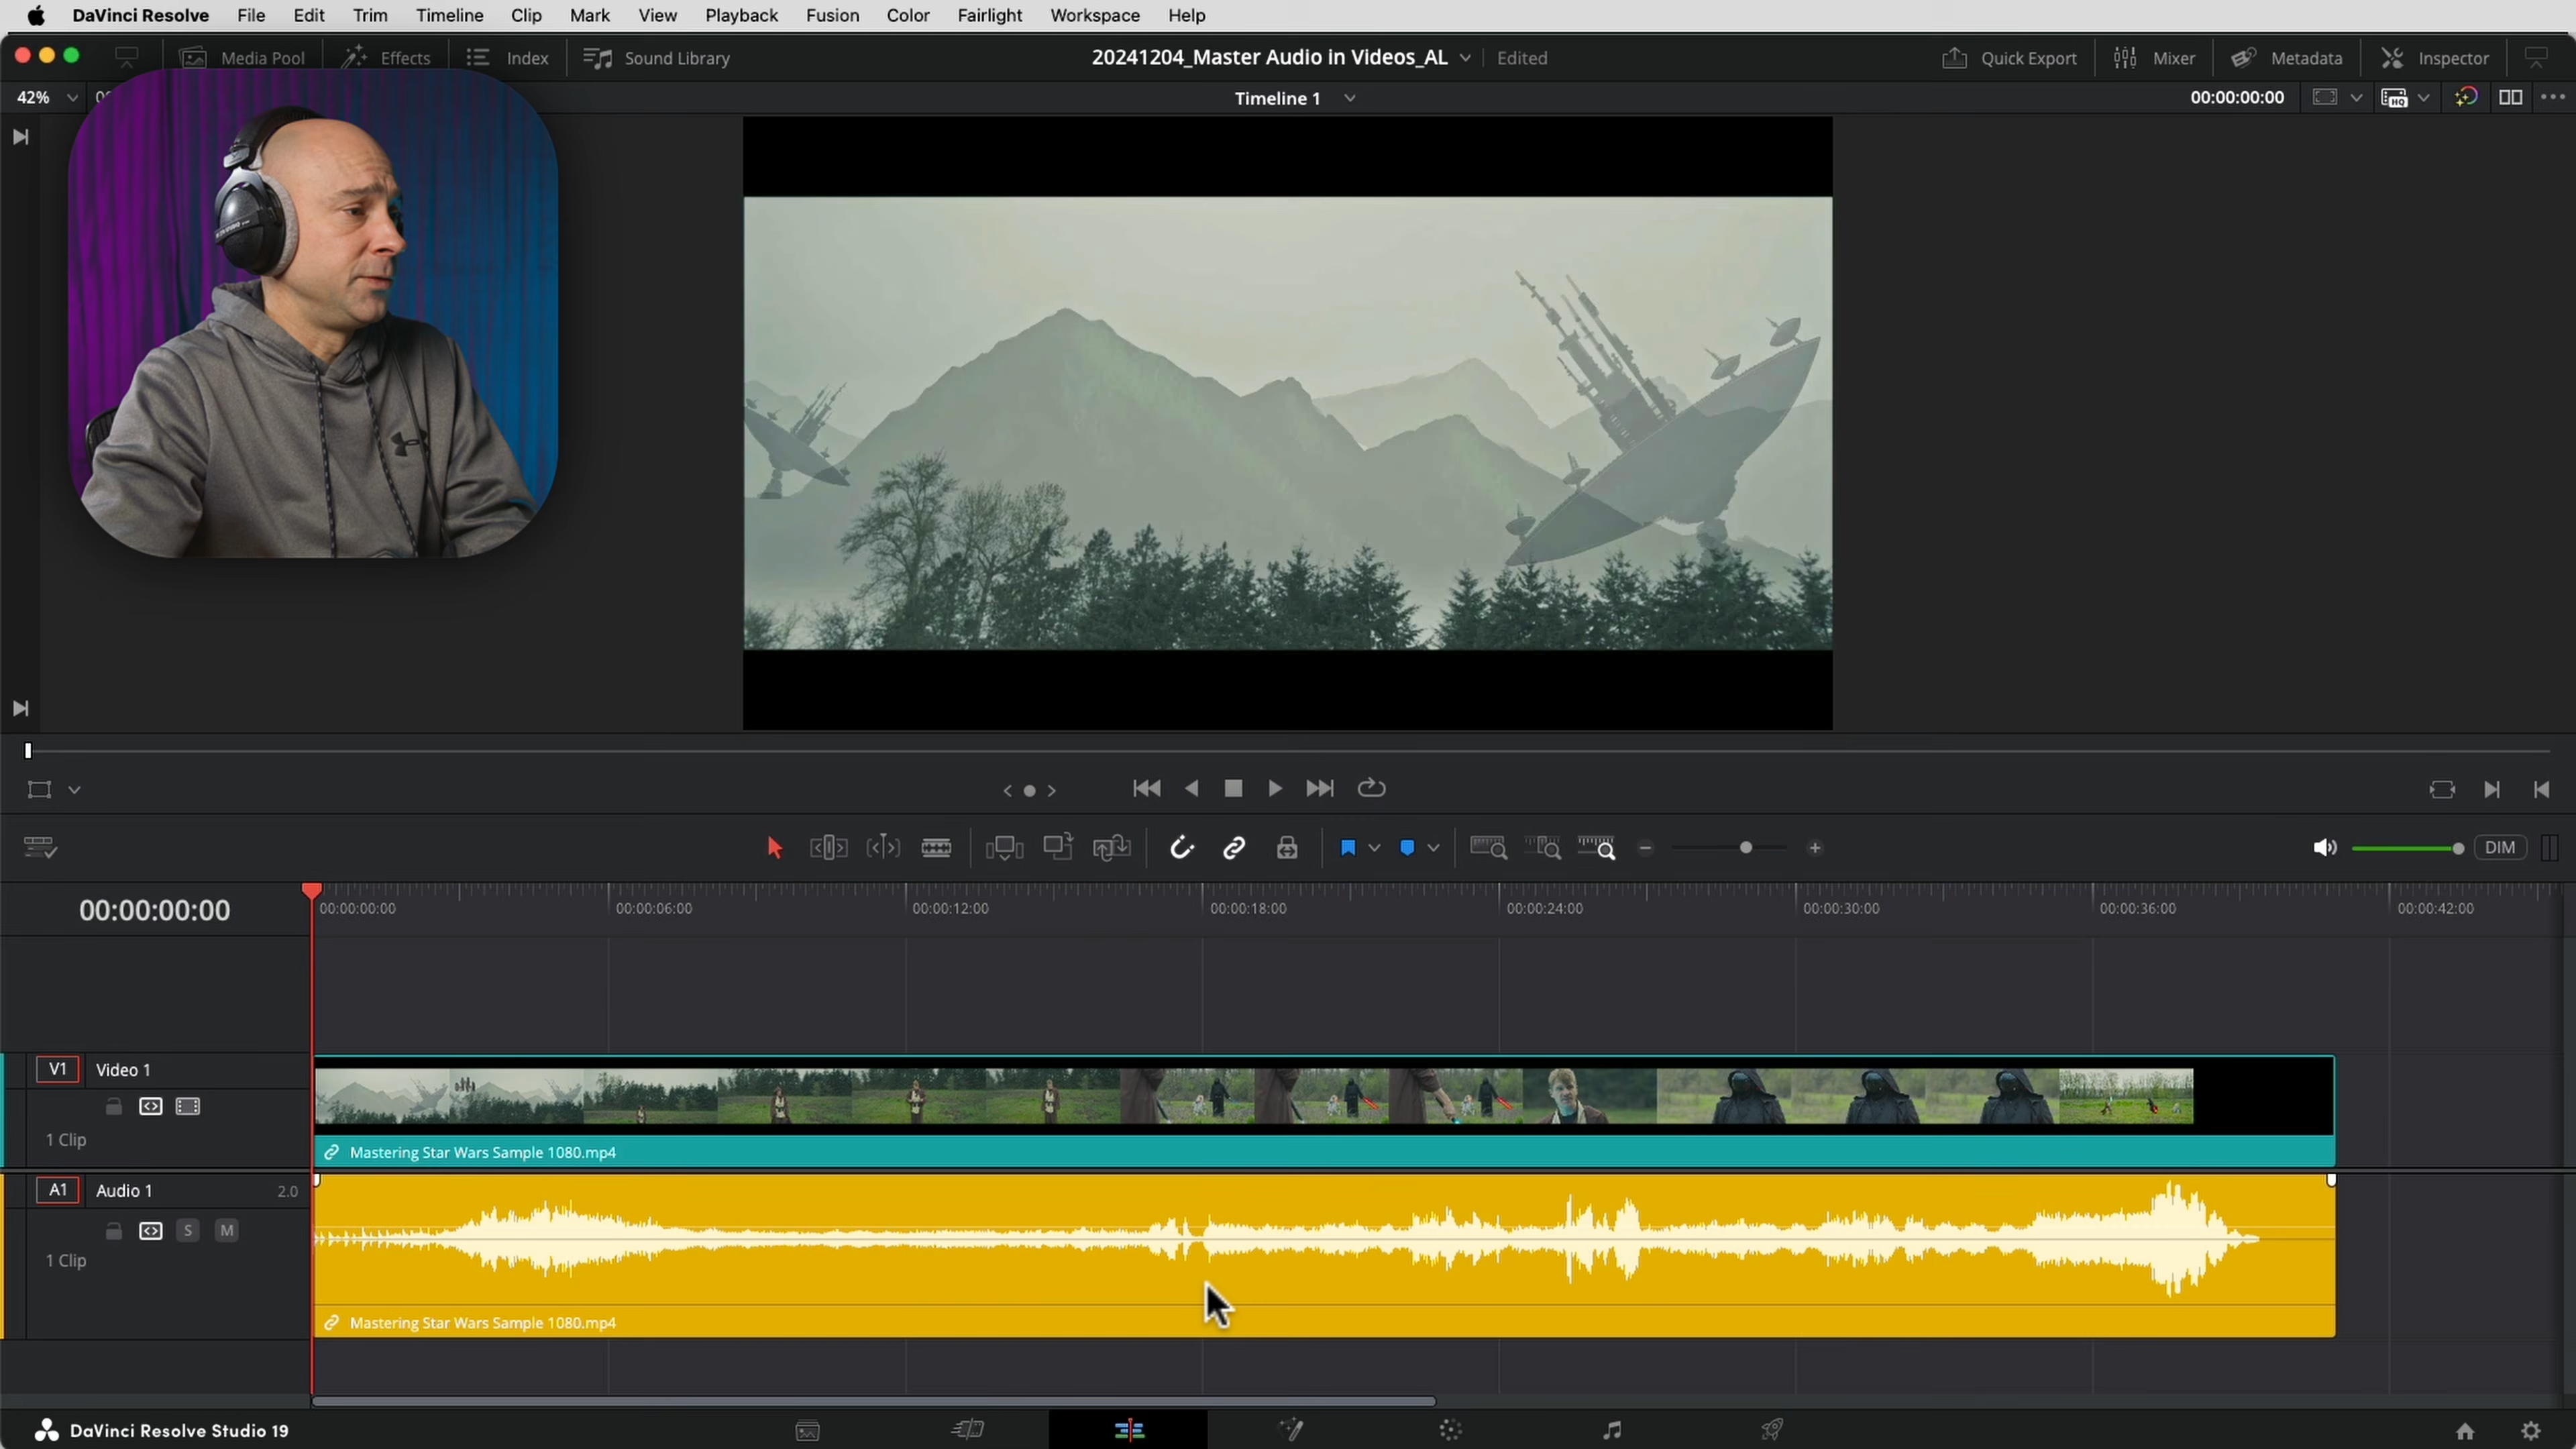 DaVinci Resolve File Edit Trim Timeline Clip Mark View Playback Fusion Color Fairlight Workspace Help
Media Pool Effects Index Sound Library 20241204_Master Audio in Videos_AL Edited Quick Export Mixer Metadata Inspector
42% Timeline 1 00:00:00:00 HQ
DIM
00:00:00:00 00:00:00:00 00:00:06:00 00:00:12:00 00:00:18:00 00:00:24:00 00:00:30:00 00:00:36:00 00:00:42:00
V1 Video 1
1 Clip
Mastering Star Wars Sample 1080.mp4
A1 Audio 1 2.0
S M
1 Clip
Mastering Star Wars Sample 1080.mp4
DaVinci Resolve Studio 19